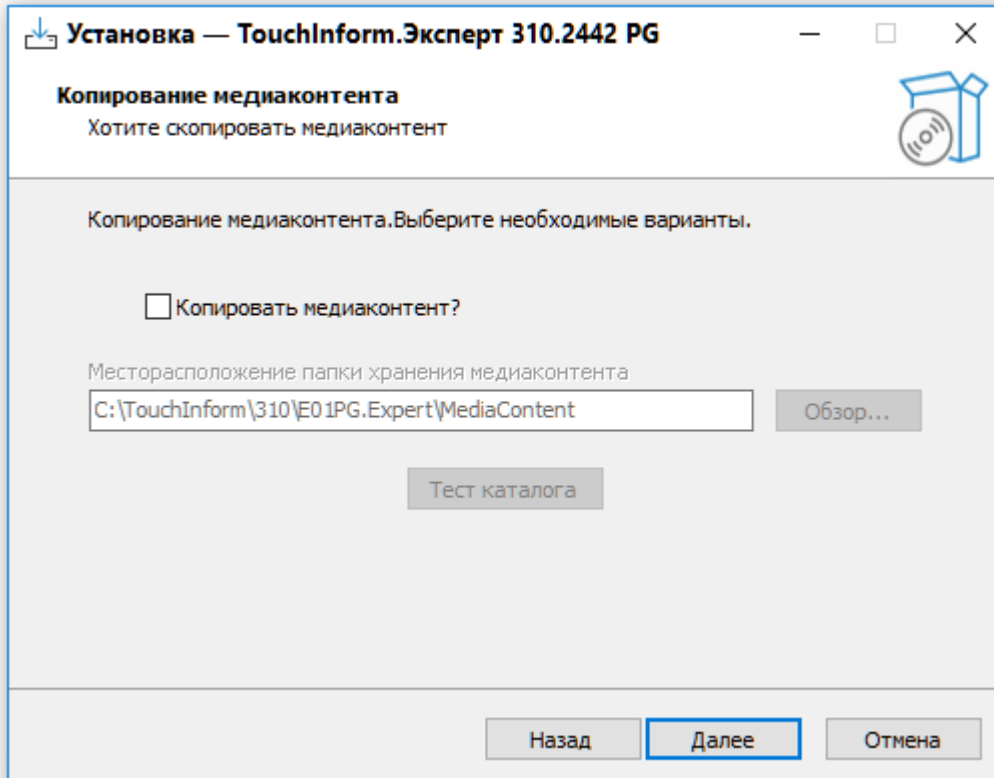 Установка — TouchInform.Эксперт 310.2442 PG
Копирование медиаконтента
Хотите скопировать медиаконтент
Копирование медиаконтента.Выберите необходимые варианты.
Копировать медиаконтент?
Месторасположение папки хранения медиаконтента
C:\TouchInform\310\E01PG.Expert\MediaContent
Обзор...
Тест каталога
Назад
Далее
Отмена